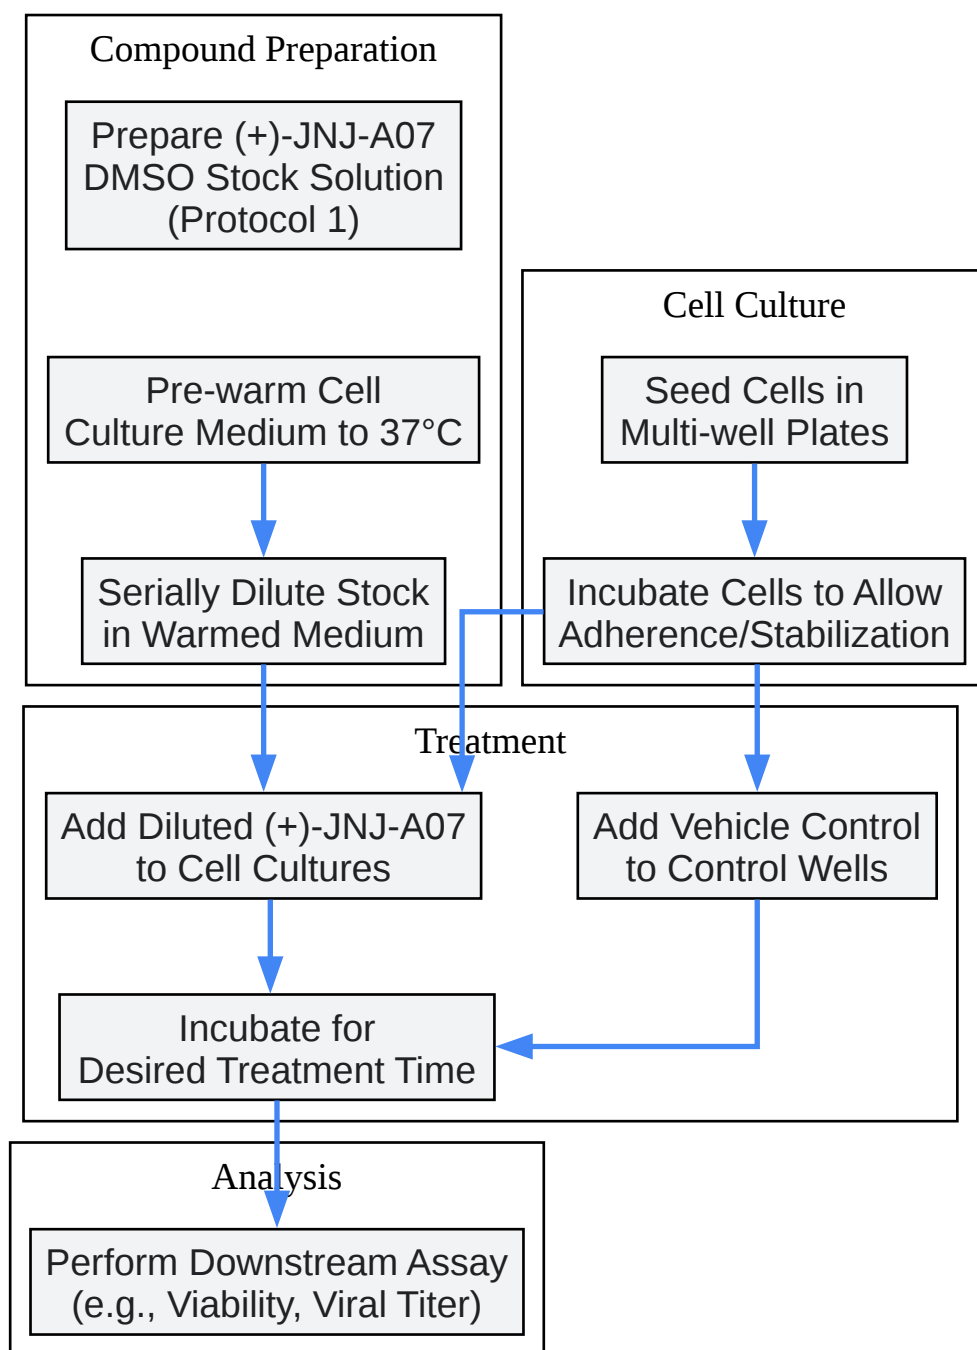 Compound Preparation
Prepare (+)-JNJ-A07
DMSO Stock Solution
(Protocol 1)
Pre-warm Cell
Culture Medium to 37°C
Serially Dilute Stock
in Warmed Medium
Cell Culture
Seed Cells in
Multi-well Plates
Incubate Cells to Allow
Adherence/Stabilization
Treatment
Add Diluted (+)-JNJ-A07
to Cell Cultures
Add Vehicle Control
to Control Wells
Incubate for
Desired Treatment Time
Analysis
Perform Downstream Assay
(e.g., Viability, Viral Titer)